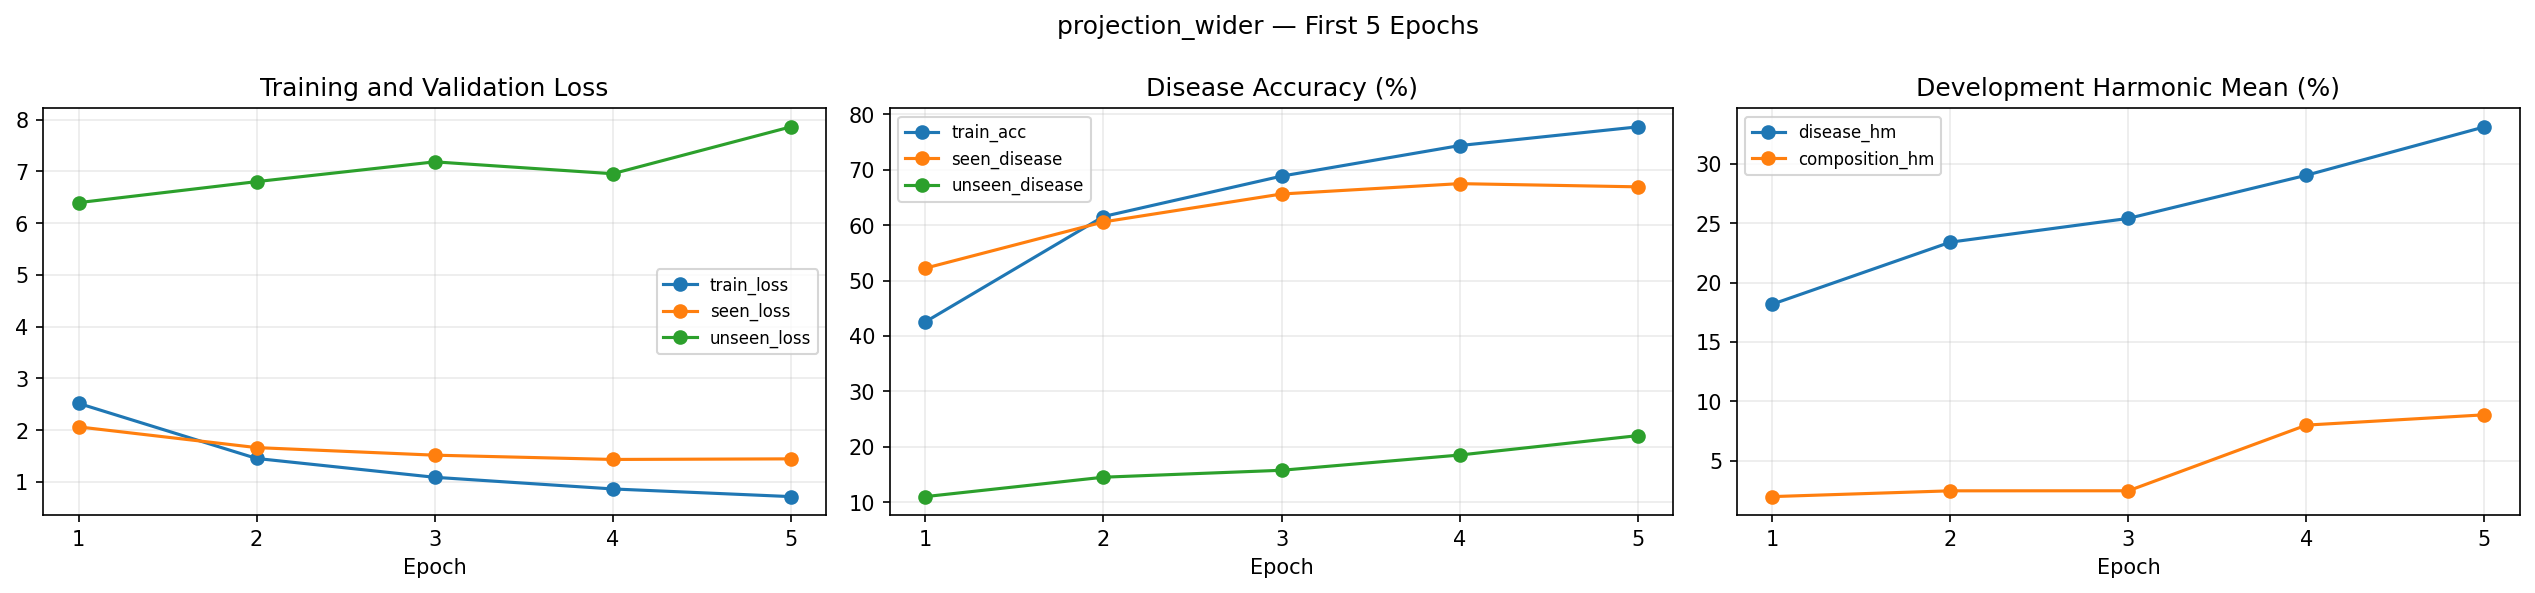 projection_wider — First 5 Epochs
Training and Validation Loss
8
7
6
5
4
3
2
1
train_loss
seen_loss
unseen_loss
1 2 3 4 5
Epoch
Disease Accuracy (%)
80
70
60
50
40
30
20
10
train_acc
seen_disease
unseen_disease
1 2 3 4 5
Epoch
Development Harmonic Mean (%)
30
25
20
15
10
5
disease_hm
composition_hm
1 2 3 4 5
Epoch